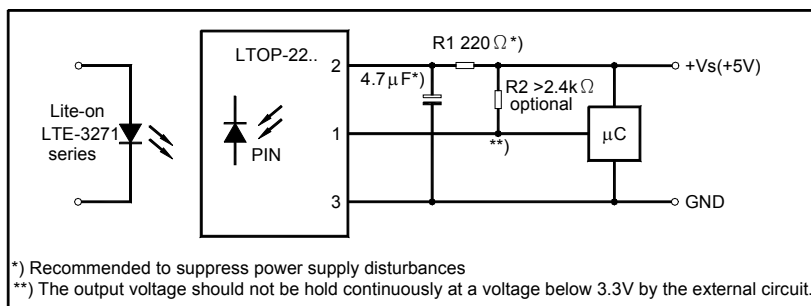 LTOP-22..
R1 220Ω*)
2
+Vs(+5V)
4.7μF*)
R2 >2.4kΩ
optional
Lite-on
LTE-3271
series
1
μC
PIN
**)
3
GND
*) Recommended to suppress power supply disturbances
**) The output voltage should not be hold continuously at a voltage below 3.3V by the external circuit.